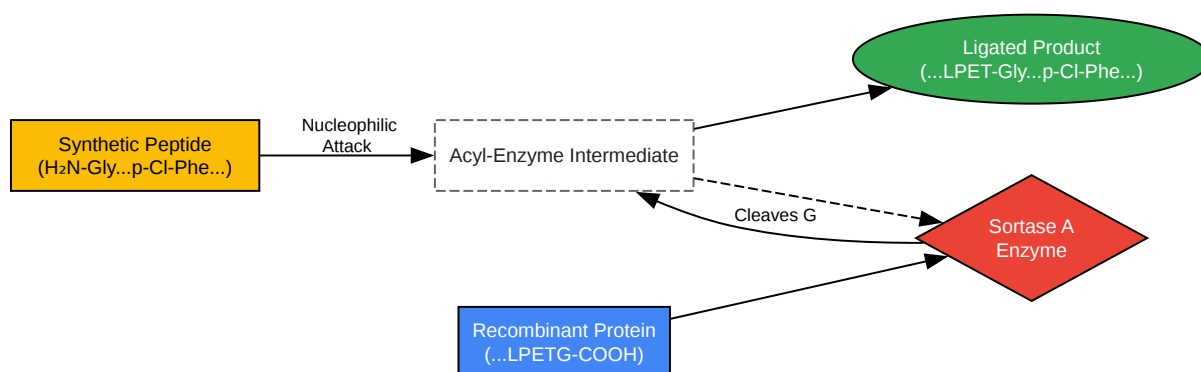 Ligated Product
(...LPET-Gly...p-Cl-Phe...)
Nucleophilic
Attack
Synthetic Peptide
(H₂N-Gly...p-Cl-Phe...)
Acyl-Enzyme Intermediate
Cleaves G
Sortase A
Enzyme
Recombinant Protein
(...LPETG-COOH)